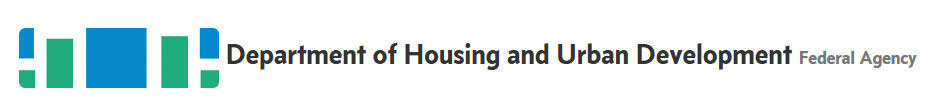 Department of Housing and Urban Development Federal Agency